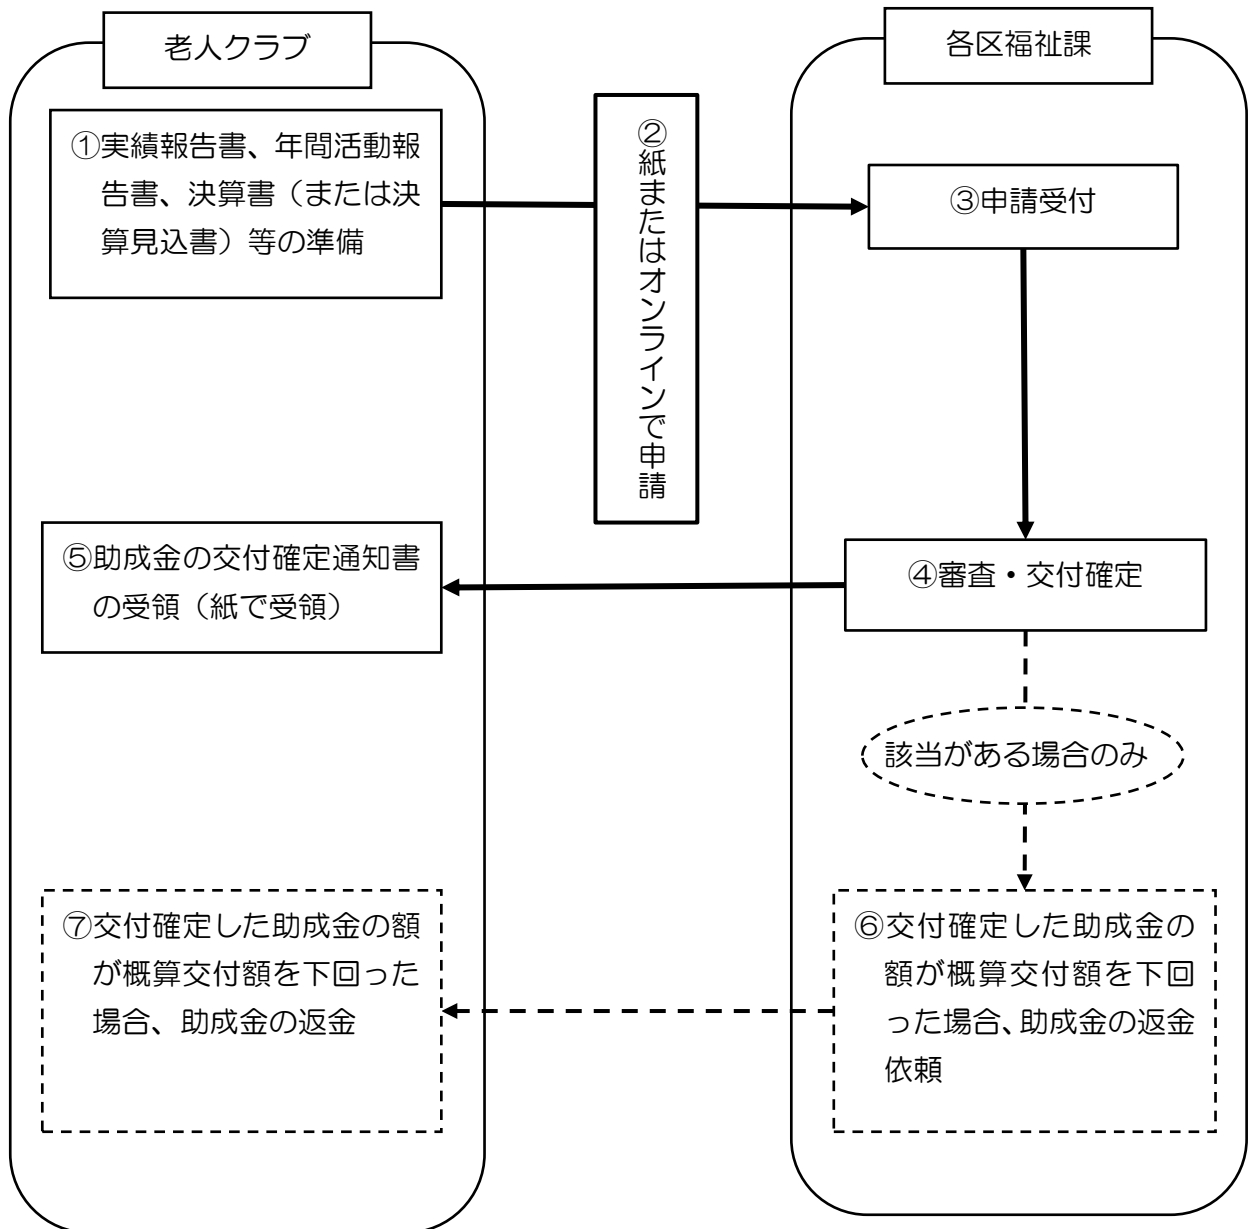 老人クラブ
各区福祉課
①実績報告書、年間活動報
告書、決算書（または決
算見込書）等の準備
②紙またはオンラインで申請
③申請受付
④審査・交付確定
⑤助成金の交付確定通知書
の受領（紙で受領）
該当がある場合のみ
⑥交付確定した助成金の
額が概算交付額を下回
った場合、助成金の返金
依頼
⑦交付確定した助成金の額
が概算交付額を下回った
場合、助成金の返金